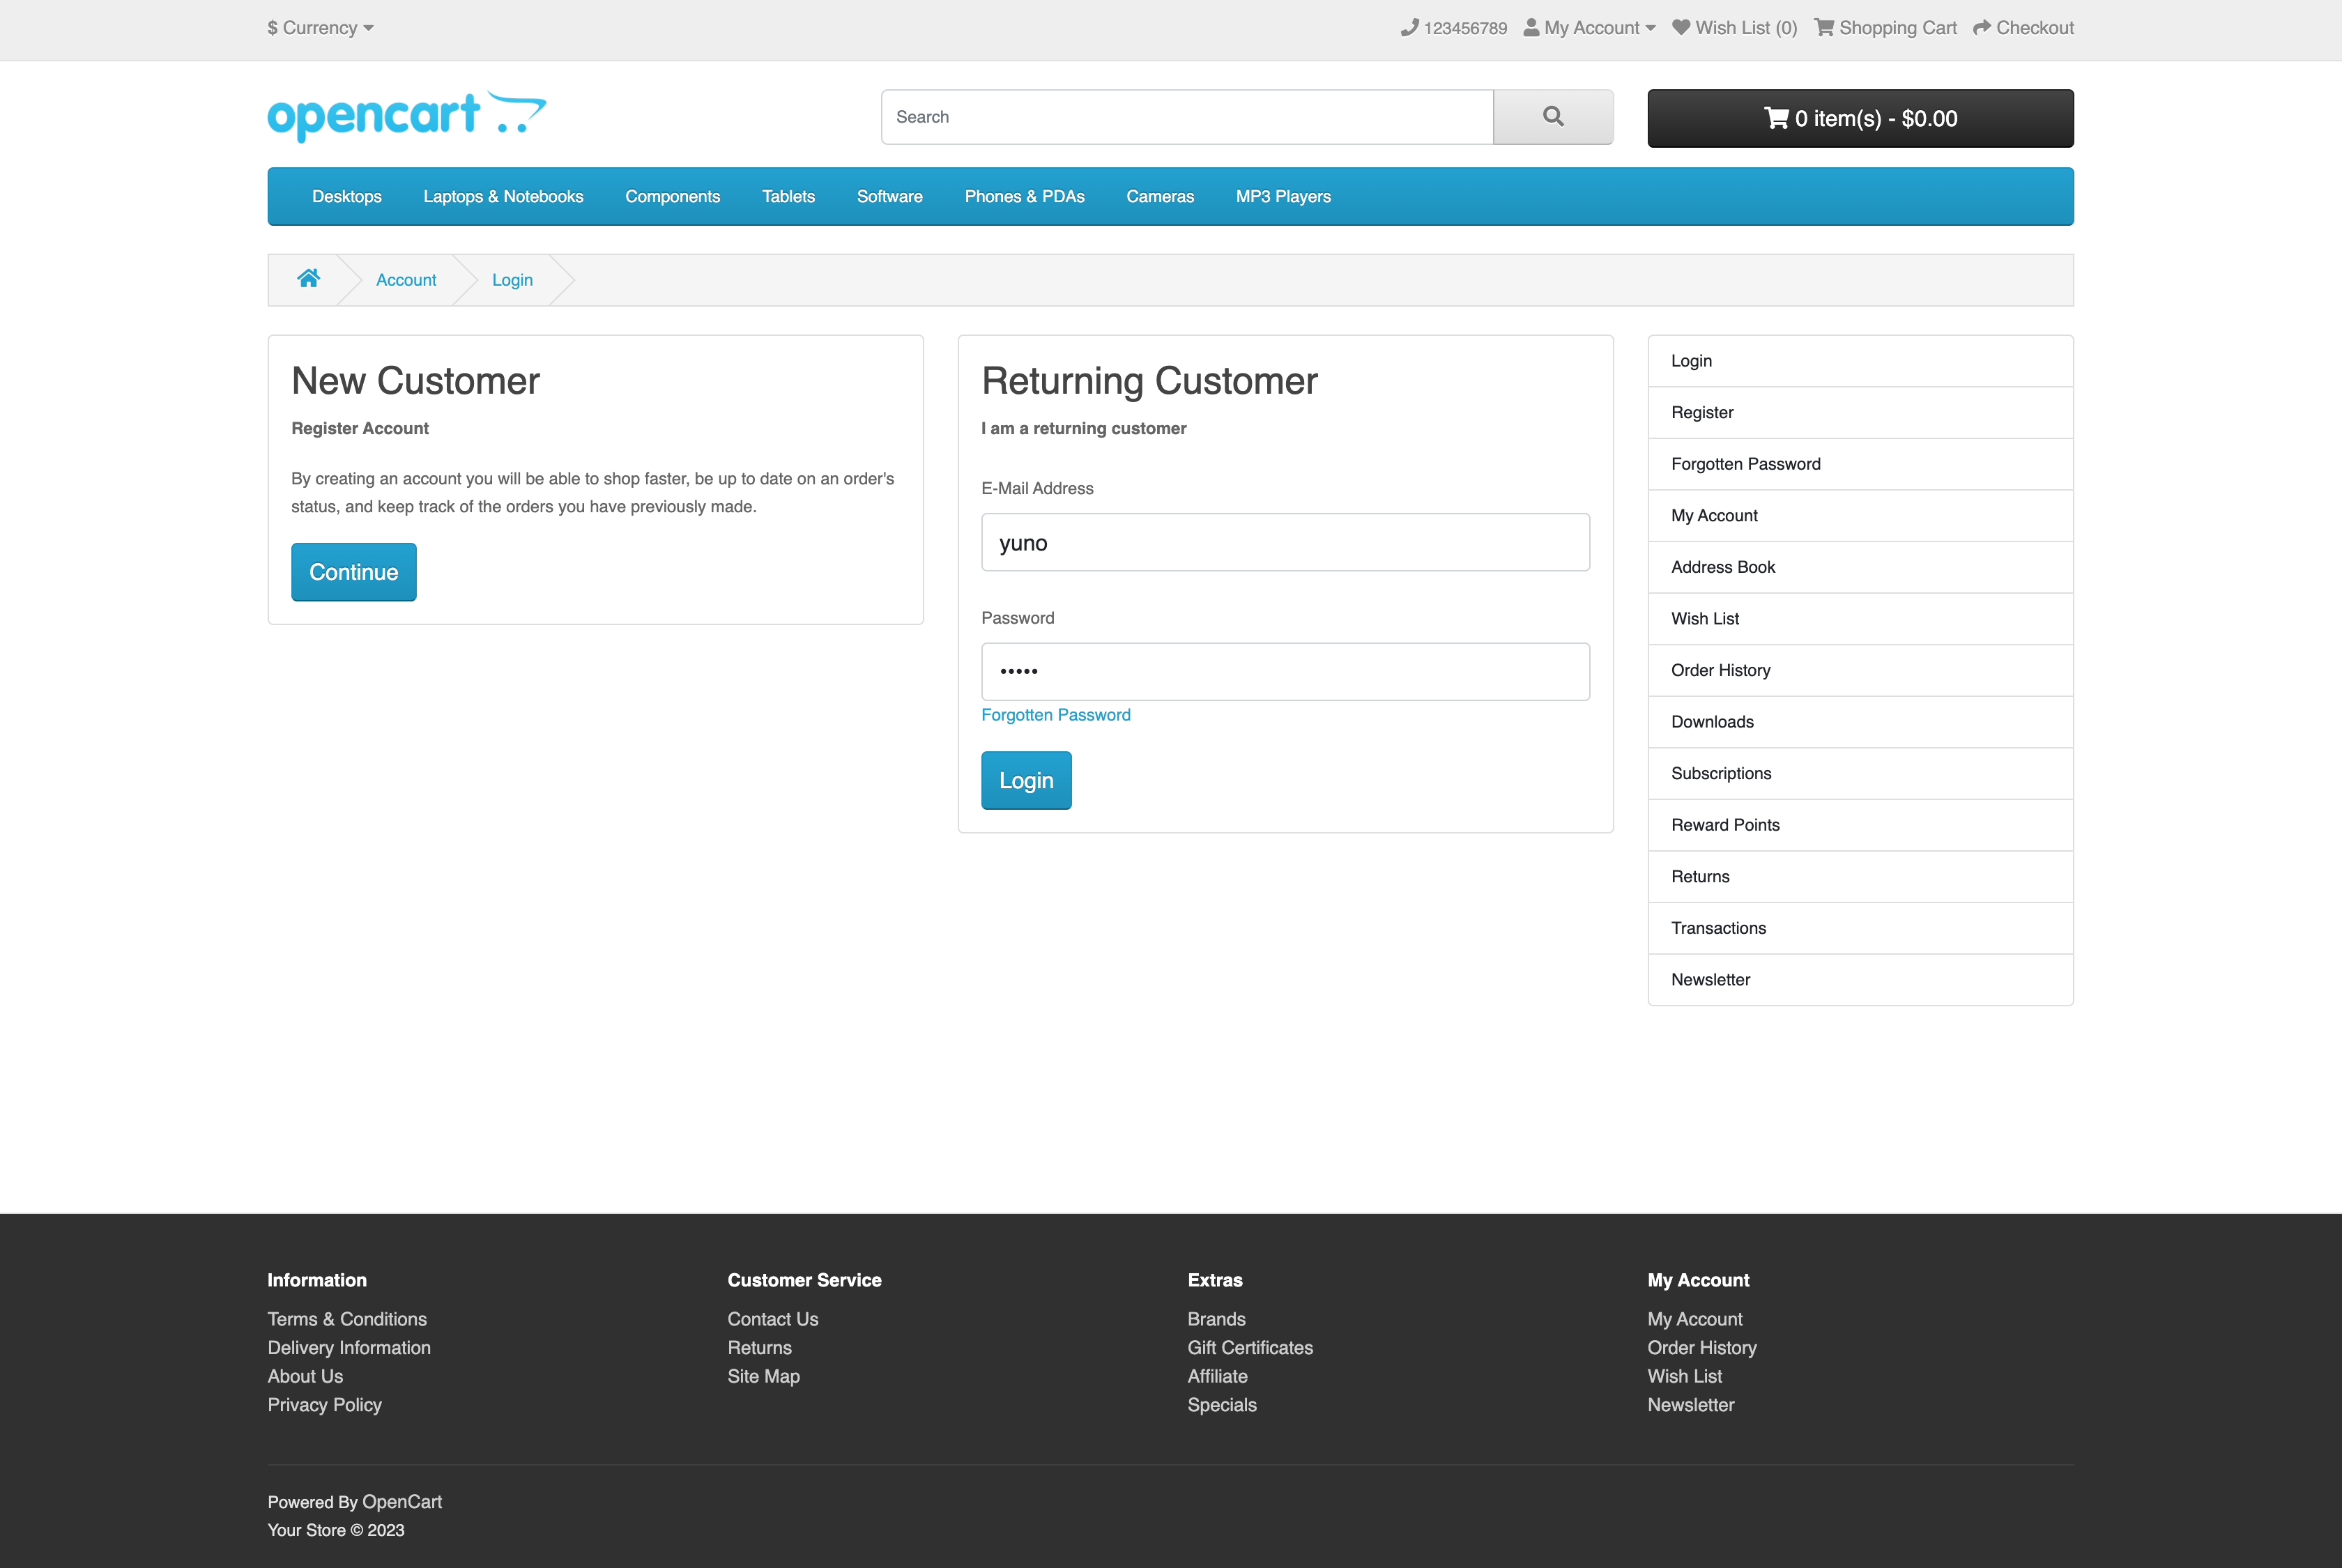 $ Currency
123456789 My Account Wish List (0) Shopping Cart Checkout
opencart
Search
0 item(s) - $0.00
Desktops Laptops & Notebooks Components Tablets Software Phones & PDAs Cameras MP3 Players
Account Login
New Customer
Register Account
By creating an account you will be able to shop faster, be up to date on an order's
status, and keep track of the orders you have previously made.
Continue
Returning Customer
I am a returning customer
E-Mail Address
yuno
Password
•••••
Forgotten Password
Login
Login
Register
Forgotten Password
My Account
Address Book
Wish List
Order History
Downloads
Subscriptions
Reward Points
Returns
Transactions
Newsletter
Information
Terms & Conditions
Delivery Information
About Us
Privacy Policy
Customer Service
Contact Us
Returns
Site Map
Extras
Brands
Gift Certificates
Affiliate
Specials
My Account
My Account
Order History
Wish List
Newsletter
Powered By OpenCart
Your Store © 2023